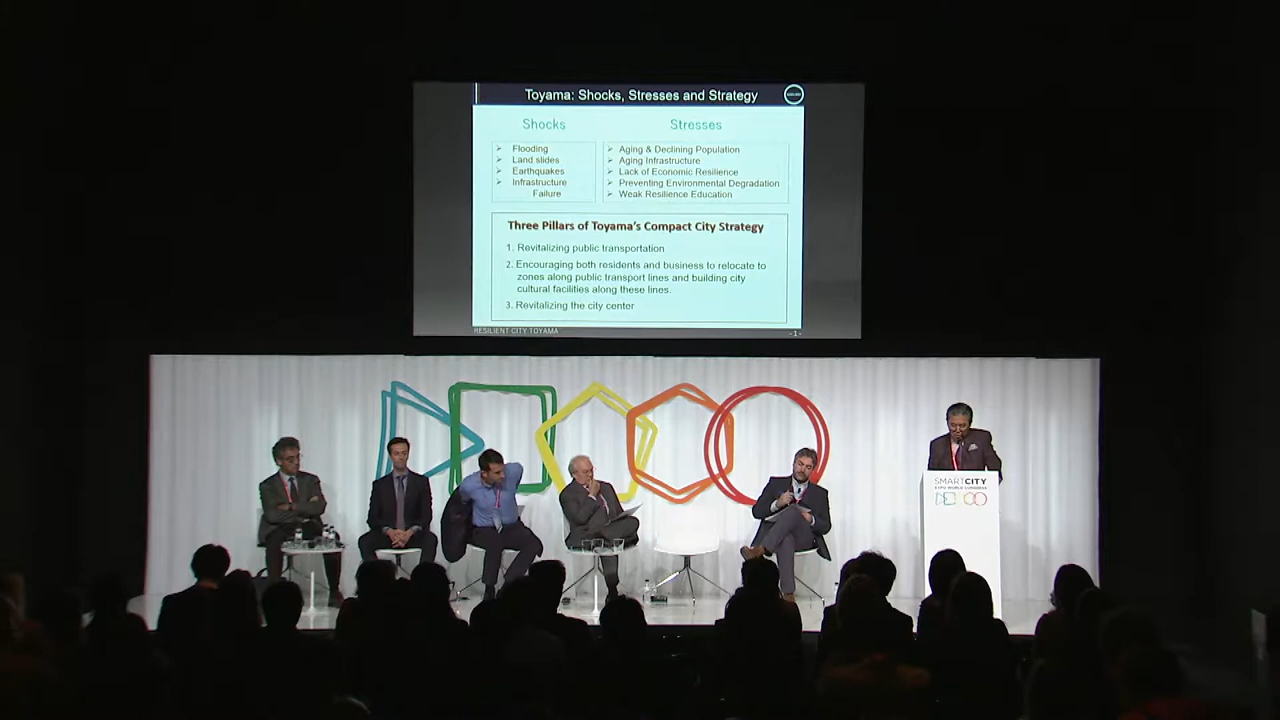 Toyama: Shocks, Stresses and Strategy
Shocks
Flooding
Land slides
Earthquakes
Infrastructure
Failure
Stresses
Aging & Declining Population
Aging Infrastructure
Lack of Economic Resilience
Preventing Environmental Degradation
Weak Resilience Education
Three Pillars of Toyama's Compact City Strategy
1. Revitalizing public transportation
2. Encouraging both residents and business to relocate to
zones along public transport lines and building city
cultural facilities along these lines.
3. Revitalizing the city center
RESILIENT CITY TOYAMA
-1-
SMARTCITY
EXPO WORLD CONGRESS